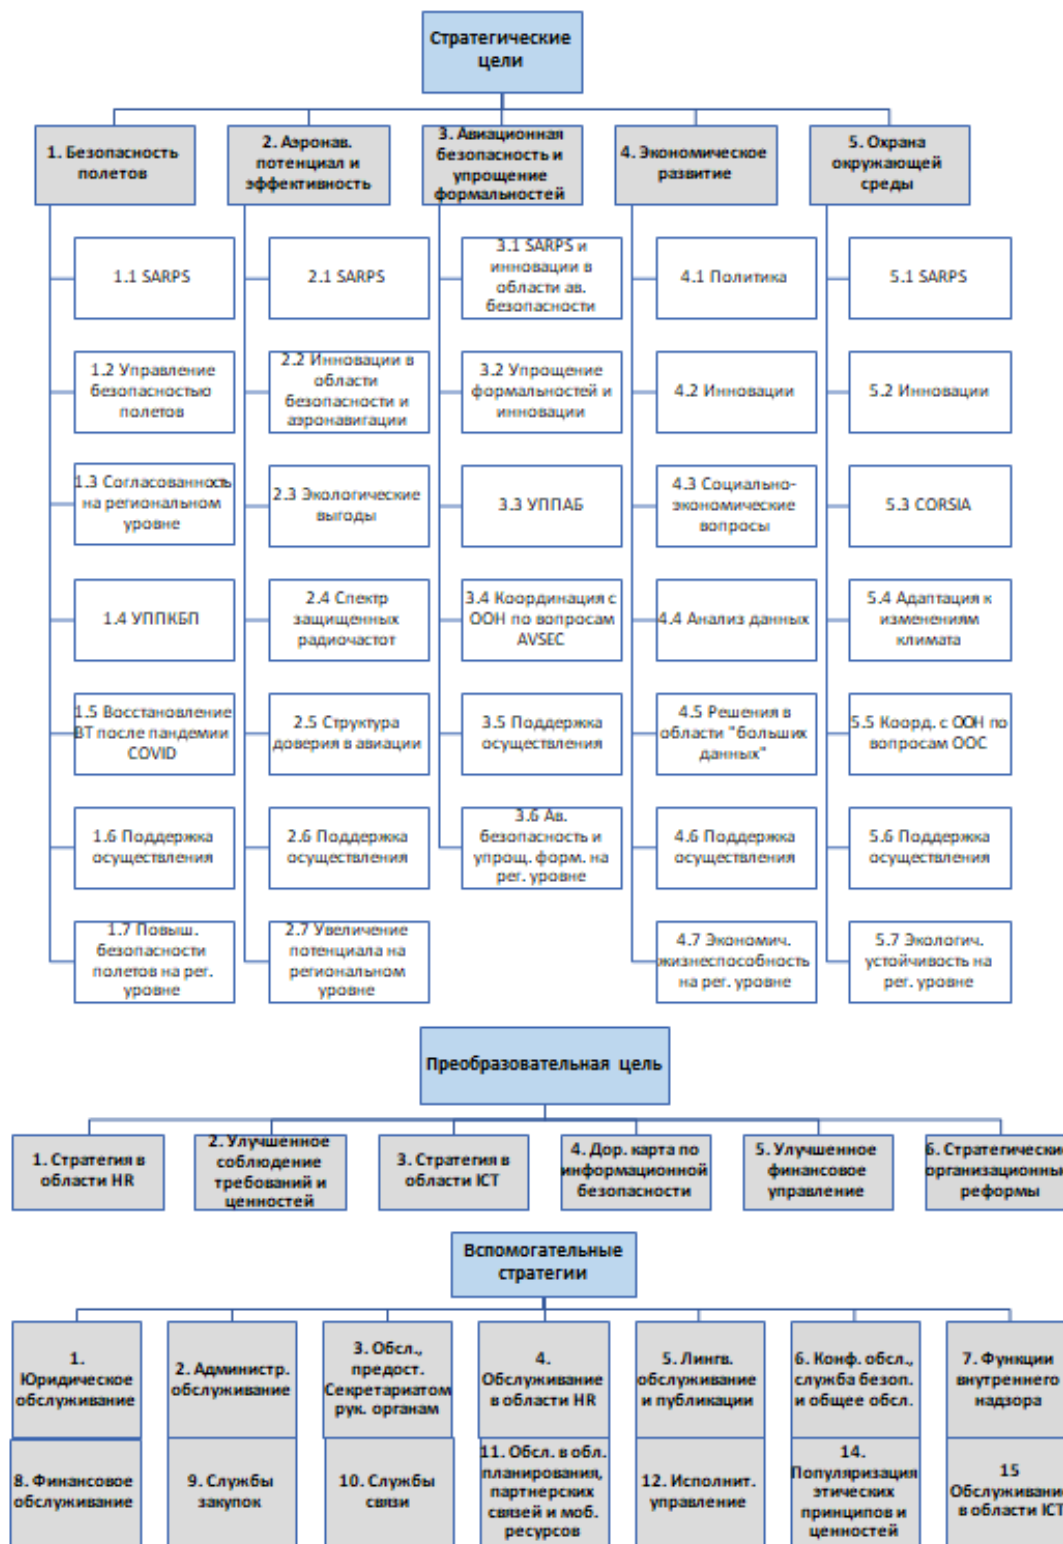 Стратегические
цели
1. Безопасность
полетов
2. Аэронав.
потенциал и
эффективность
3. Авиационная
безопасность и
упрощение
формальностей
4. Экономическое
развитие
5. Охрана
окружающей
среды
1.1 SARPS
2.1 SARPS
3.1 SARPS и
инновации в
области ав.
безопасности
4.1 Политика
5.1 SARPS
1.2 Управление
безопасностью
полетов
2.2 Инновации в
области
безопасности и
аэронавигации
3.2 Упрощение
формальностей и
инновации
4.2 Инновации
5.2 Инновации
1.3 Согласованность
на региональном
уровне
2.3 Экологические
выгоды
3.3 УППАБ
4.3 Социально-
экономические
вопросы
5.3 CORSIA
1.4 УППКБП
2.4 Спектр
защищенных
радиочастот
3.4 Координация с
ООН по вопросам
AVSEC
4.4 Анализ данных
5.4 Адаптация к
изменениям
климата
1.5 Восстановление
ВТ после пандемии
COVID
2.5 Структура
доверия в авиации
3.5 Поддержка
осуществления
4.5 Решения в
области "больших
данных"
5.5 Коорд. с ООН по
вопросам ООС
1.6 Поддержка
осуществления
2.6 Поддержка
осуществления
3.6 Ав.
безопасность и
упрощ. форм. на
рег. уровне
4.6 Поддержка
осуществления
5.6 Поддержка
осуществления
1.7 Повыш.
безопасности
полетов на рег.
уровне
2.7 Увеличение
потенциала на
региональном
уровне
4.7 Экономич.
жизнеспособность
на рег. уровне
5.7 Экологич.
устойчивость на
рег. уровне
Преобразовательная цель
1. Стратегия в
области HR
2. Улучшенное
соблюдение
требований и
ценностей
3. Стратегия в
области ICT
4. Дор. карта по
информационной
безопасности
5. Улучшенное
финансовое
управление
6. Стратегические
организационные
реформы
Вспомогательные
стратегии
1.
Юридическое
обслуживание
2. Администр.
обслуживание
3. Обсл.,
предост.
Секретариатом
рук. органам
4.
Обслуживание
в области HR
5. Лингв.
обслуживание
и публикации
6. Конф. обсл.,
служба безоп.
и общее обсл.
7. Функции
внутреннего
надзора
8. Финансовое
обслуживание
9. Службы
закупок
10. Службы
связи
11. Обсл. в обл.
планирования,
партнерских
связей и моб.
ресурсов
12. Исполнит.
управление
14.
Популяризац
этических
принципов и
ценностей
15
Обслуживание
в области ICT